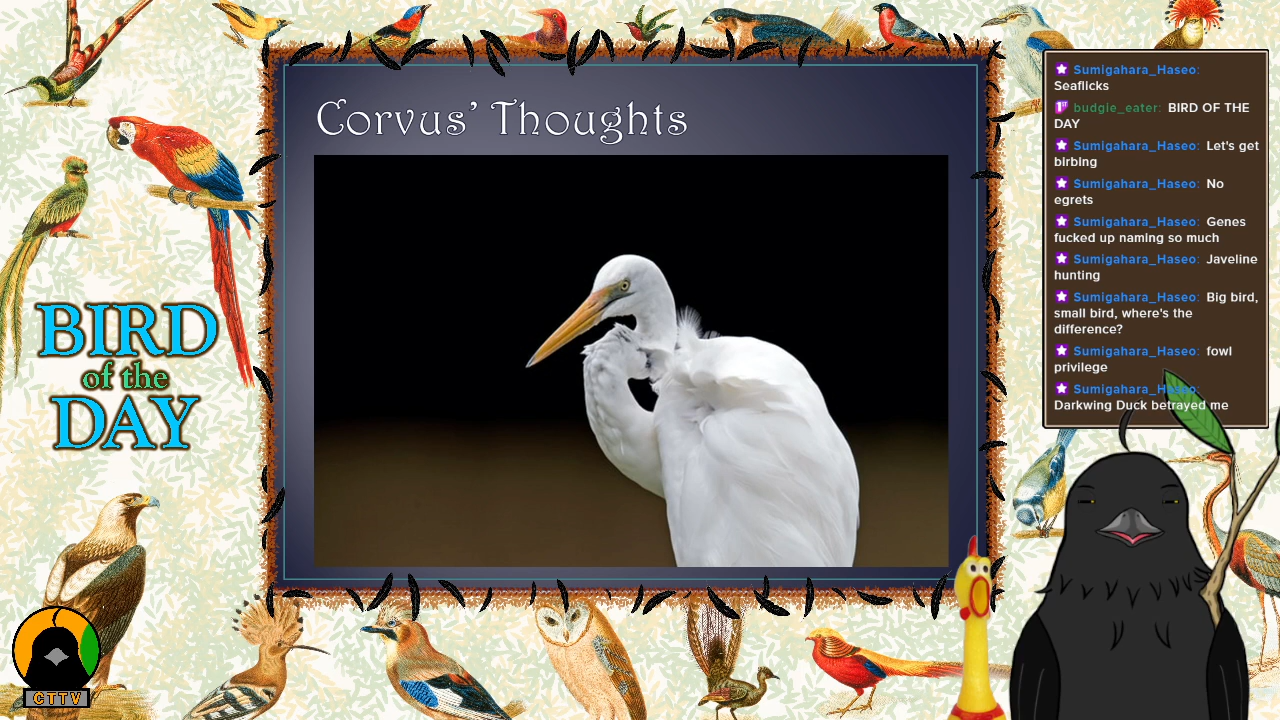 Corvus' Thoughts
BIRD
of the
DAY
CTTV
Sumigahara_Haseo:
Seaflicks
budgie_eater: BIRD OF THE
DAY
Sumigahara_Haseo: Let's get
birbing
Sumigahara_Haseo: No
egrets
Sumigahara_Haseo: Genes
fucked up naming so much
Sumigahara_Haseo: Javeline
hunting
Sumigahara_Haseo: Big bird,
small bird, where's the
difference?
Sumigahara_Haseo: fowl
privilege
Sumigahara_Haseo:
Darkwing Duck betrayed me